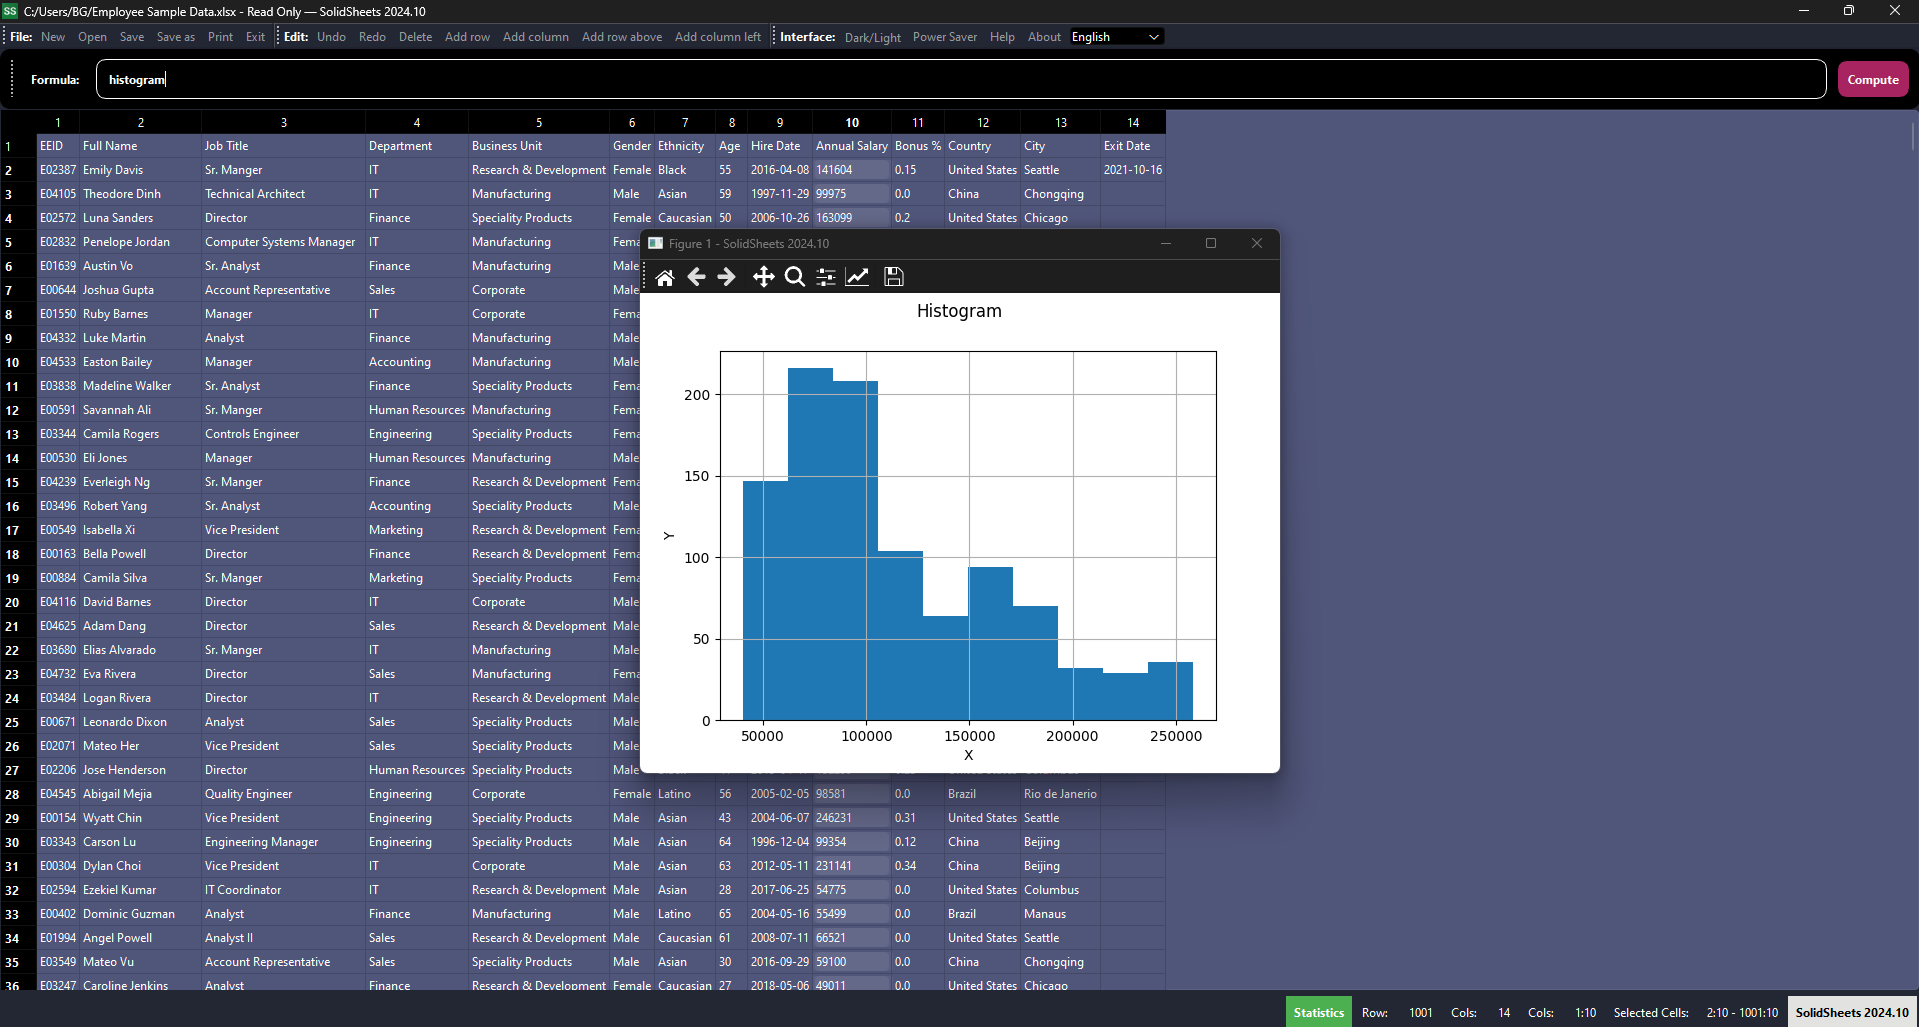 C:/Users/BG/Employee Sample Data.xlsx - Read Only — SolidSheets 2024.10
File: New Open Save Save as Print Exit Edit: Undo Redo Delete Add row Add column Add row above Add column left Interface: Dark/Light Power Saver Help About English
Formula: histogram Compute
1 2 3 4 5 6 7 8 9 10 11 12 13 14
1 EEID Full Name Job Title Department Business Unit Gender Ethnicity Age Hire Date Annual Salary Bonus % Country City Exit Date
2 E02387 Emily Davis Sr. Manger IT Research & Development Female Black 55 2016-04-08 141604 0.15 United States Seattle 2021-10-16
3 E04105 Theodore Dinh Technical Architect IT Manufacturing Male Asian 59 1997-11-29 99975 0.0 China Chongqing
4 E02572 Luna Sanders Director Finance Speciality Products Female Caucasian 50 2006-10-26 163099 0.2 United States Chicago
5 E02832 Penelope Jordan Computer Systems Manager IT Manufacturing Fema
6 E01639 Austin Vo Sr. Analyst Finance Manufacturing Male
7 E00644 Joshua Gupta Account Representative Sales Corporate Male
8 E01550 Ruby Barnes Manager IT Corporate Fema
9 E04332 Luke Martin Analyst Finance Manufacturing Male
10 E04533 Easton Bailey Manager Accounting Manufacturing Male
11 E03838 Madeline Walker Sr. Analyst Finance Speciality Products Fema
12 E00591 Savannah Ali Sr. Manger Human Resources Manufacturing Fema
13 E03344 Camila Rogers Controls Engineer Engineering Speciality Products Fema
14 E00530 Eli Jones Manager Human Resources Manufacturing Male
15 E04239 Everleigh Ng Sr. Manger Finance Research & Development Fema
16 E03496 Robert Yang Sr. Analyst Accounting Speciality Products Male
17 E00549 Isabella Xi Vice President Marketing Research & Development Fema
18 E00163 Bella Powell Director Finance Research & Development Fema
19 E00884 Camila Silva Sr. Manger Marketing Speciality Products Fema
20 E04116 David Barnes Director IT Corporate Male
21 E04625 Adam Dang Director Sales Research & Development Male
22 E03680 Elias Alvarado Sr. Manger IT Manufacturing Male
23 E04732 Eva Rivera Director Sales Manufacturing Fema
24 E03484 Logan Rivera Director IT Research & Development Male
25 E00671 Leonardo Dixon Analyst Sales Speciality Products Male
26 E02071 Mateo Her Vice President Sales Speciality Products Male
27 E02206 Jose Henderson Director Human Resources Speciality Products Male
28 E04545 Abigail Mejia Quality Engineer Engineering Corporate Female Latino 56 2005-02-05 98581 0.0 Brazil Rio de Janerio
29 E00154 Wyatt Chin Vice President Engineering Speciality Products Male Asian 43 2004-06-07 246231 0.31 United States Seattle
30 E03343 Carson Lu Engineering Manager Engineering Speciality Products Male Asian 64 1996-12-04 99354 0.12 China Beijing
31 E00304 Dylan Choi Vice President IT Corporate Male Asian 63 2012-05-11 231141 0.34 China Beijing
32 E02594 Ezekiel Kumar IT Coordinator IT Research & Development Male Asian 28 2017-06-25 54775 0.0 United States Columbus
33 E00402 Dominic Guzman Analyst Finance Manufacturing Male Latino 65 2004-05-16 55499 0.0 Brazil Manaus
34 E01994 Angel Powell Analyst II Sales Research & Development Male Caucasian 61 2008-07-11 66521 0.0 United States Seattle
35 E03549 Mateo Vu Account Representative Sales Speciality Products Male Asian 30 2016-09-29 59100 0.0 China Chongqing
36 E03247 Caroline Jenkins Analyst Finance Research & Development Female Caucasian 27 2018-05-06 49011 0.0 United States Chicago
Figure 1 - SolidSheets 2024.10
Histogram
200
150
100
50
0
Y
50000 100000 150000 200000 250000
X
Statistics Row: 1001 Cols: 14 Cols: 1:10 Selected Cells: 2:10 - 1001:10 SolidSheets 2024.10